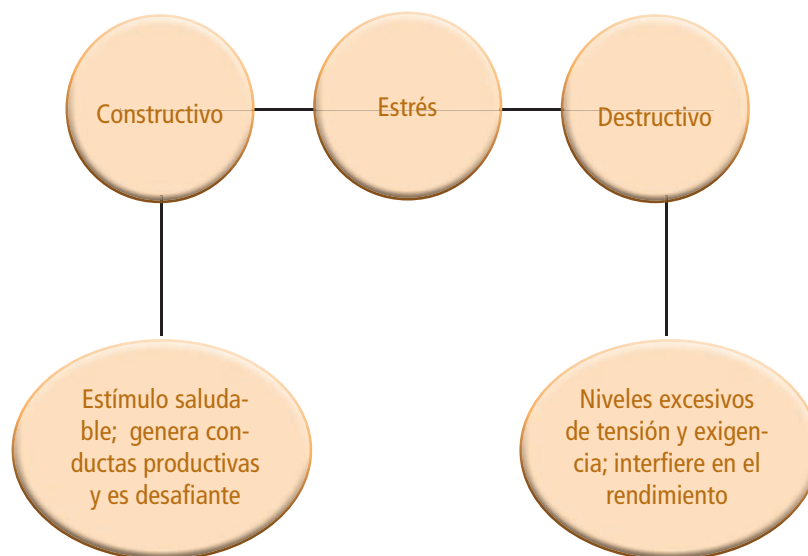 Constructivo
Estrés
Destructivo
Estímulo saluda-
ble; genera con-
ductas productivas
y es desafiante
Niveles excesivos
de tensión y exigen-
cia; interfiere en el
rendimiento